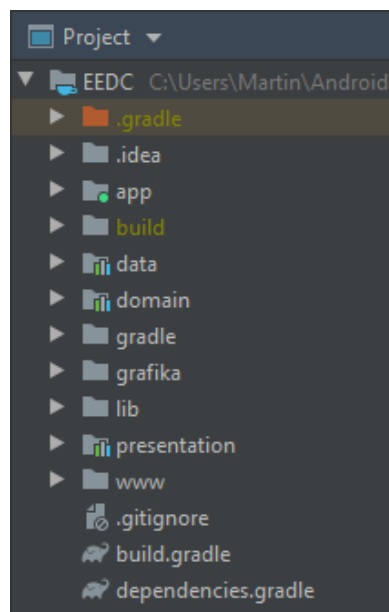 Project
EEDC C:\Users\Martin\Android
.gradle
.idea
app
build
data
domain
gradle
grafika
lib
presentation
www
.gitignore
build.gradle
dependencies.gradle